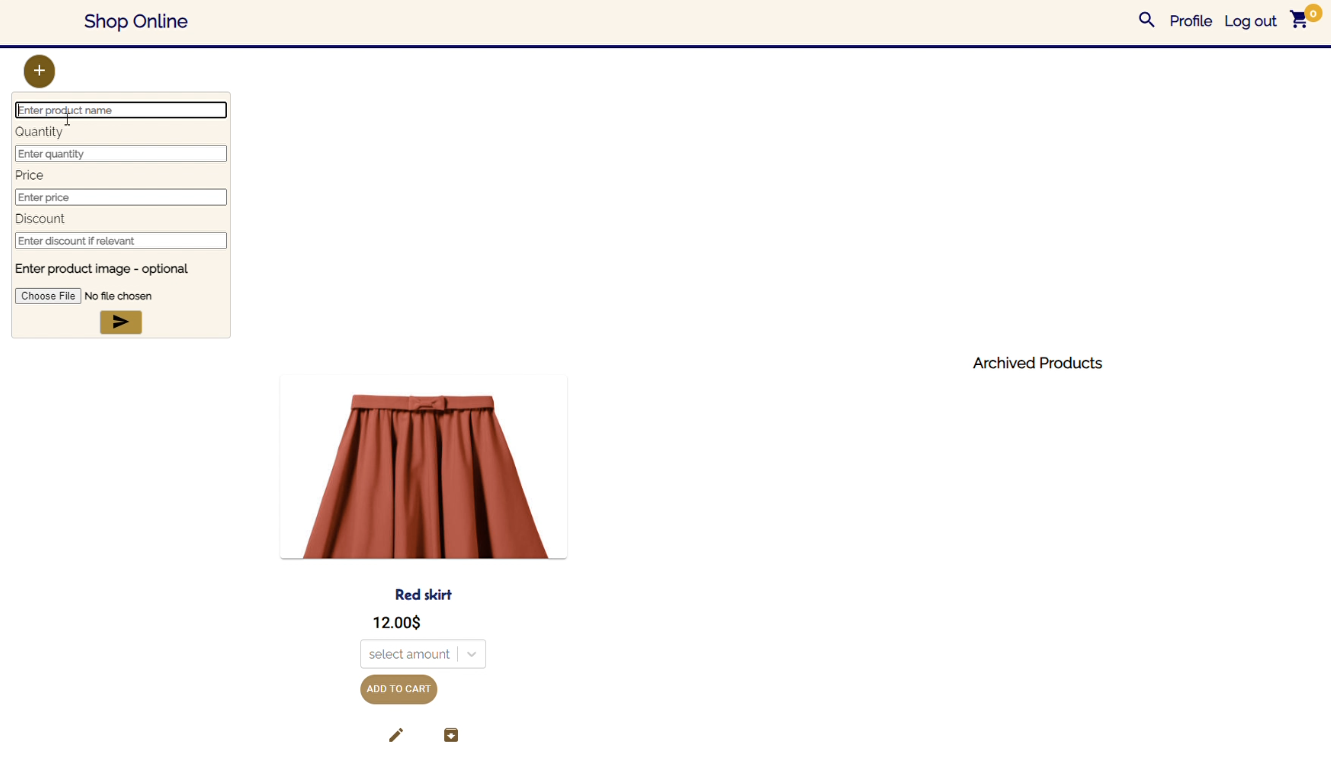 Shop Online
Profile Log out 0
+
Enter product name
Quantity
Enter quantity
Price
Enter price
Discount
Enter discount if relevant
Enter product image - optional
Choose File No file chosen
Archived Products
Red skirt
12.00$
select amount
ADD TO CART